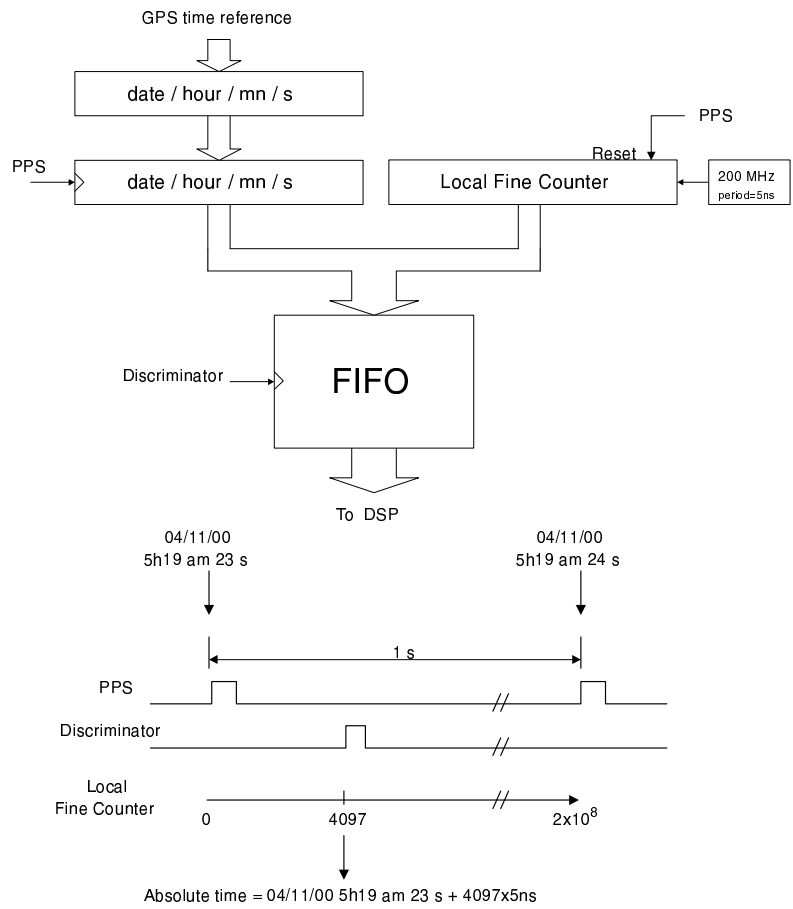 GPS time reference
date / hour / mn / s
PPS
Reset
PPS
date / hour / mn / s
Local Fine Counter
200 MHz
period=5ns
Discriminator
FIFO
To DSP
04/11/00
5h19 am 23 s
04/11/00
5h19 am 24 s
1 s
PPS
Discriminator
Local
Fine Counter
0
4097
2x10^8
Absolute time = 04/11/00 5h19 am 23 s + 4097x5ns